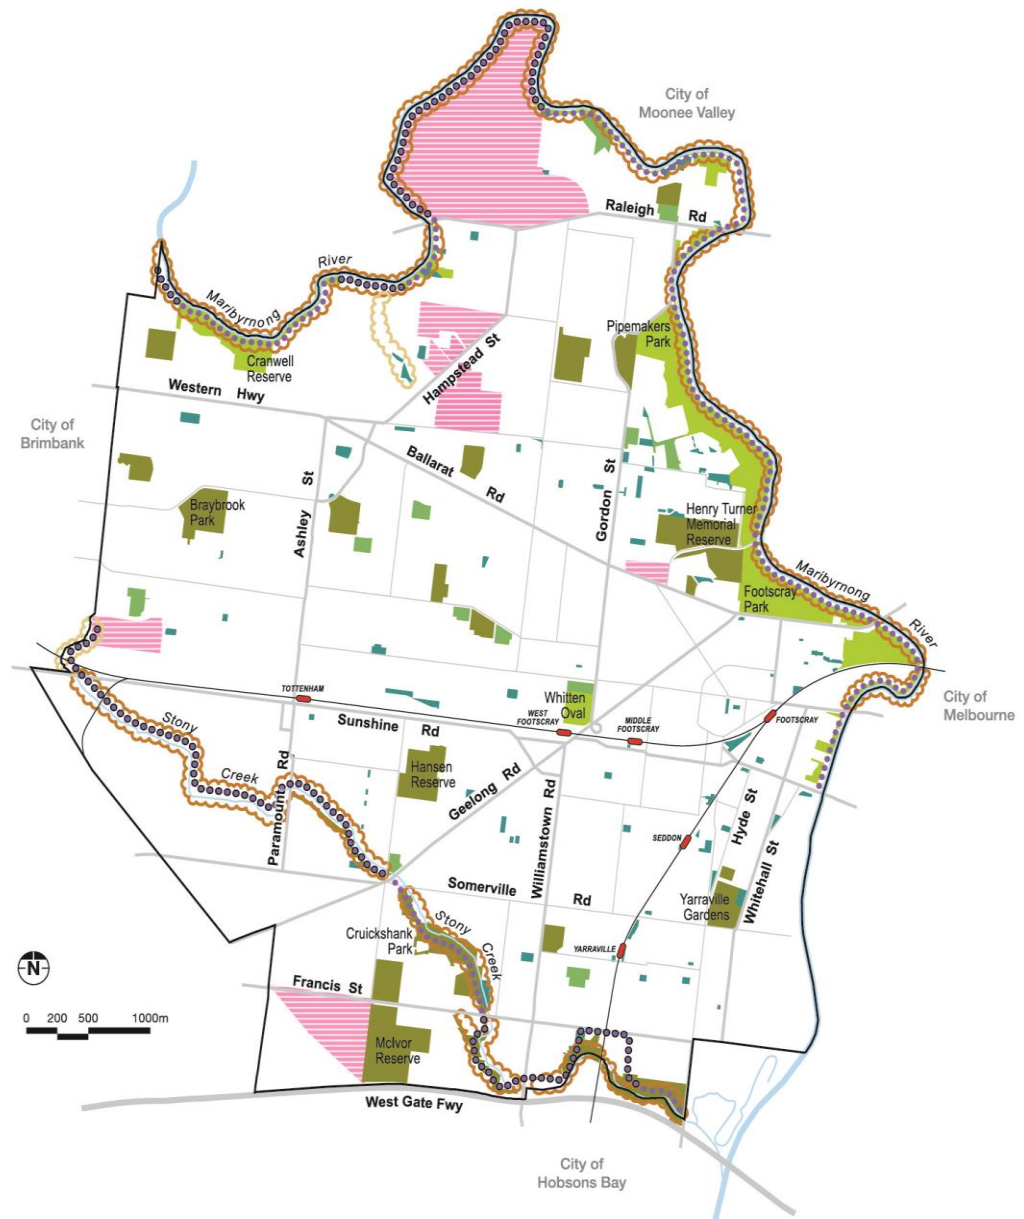 City of
Moonee Valley
Raleigh Rd
River
Maribyrnong
Pipemakers
Park
Cranwell
Reserve
Hampstead St
Western Hwy
City of
Brimbank
Ballarat Rd
Gordon St
Ashley St
Braybrook
Park
Henry Turner
Memorial
Reserve
Maribyrnong
River
Footscray
Park
TOTTENHAM
Whitten
Oval
WEST
FOOTSCRAY
MIDDLE
FOOTSCRAY
FOOTSCRAY
City of
Melbourne
Stony
Creek
Sunshine Rd
Hansen
Reserve
Geelong Rd
Paramount Rd
Williamstown Rd
Hyde St
Whitehall St
SEDDON
Somerville Rd
Yarraville
Gardens
Stony
Creek
Cruickshank
Park
YARRAVILLE
N
Francis St
0 200 500 1000m
McIvor
Reserve
West Gate Fwy
City of
Hobsons Bay